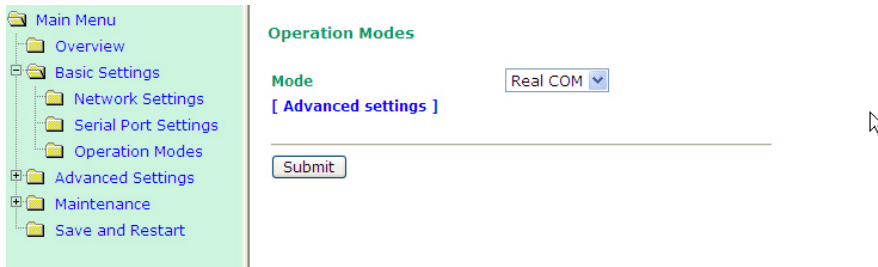 Main Menu
Overview
Basic Settings
Network Settings
Serial Port Settings
Operation Modes
Advanced Settings
Maintenance
Save and Restart
Operation Modes
Mode Real COM
[ Advanced settings ]
Submit